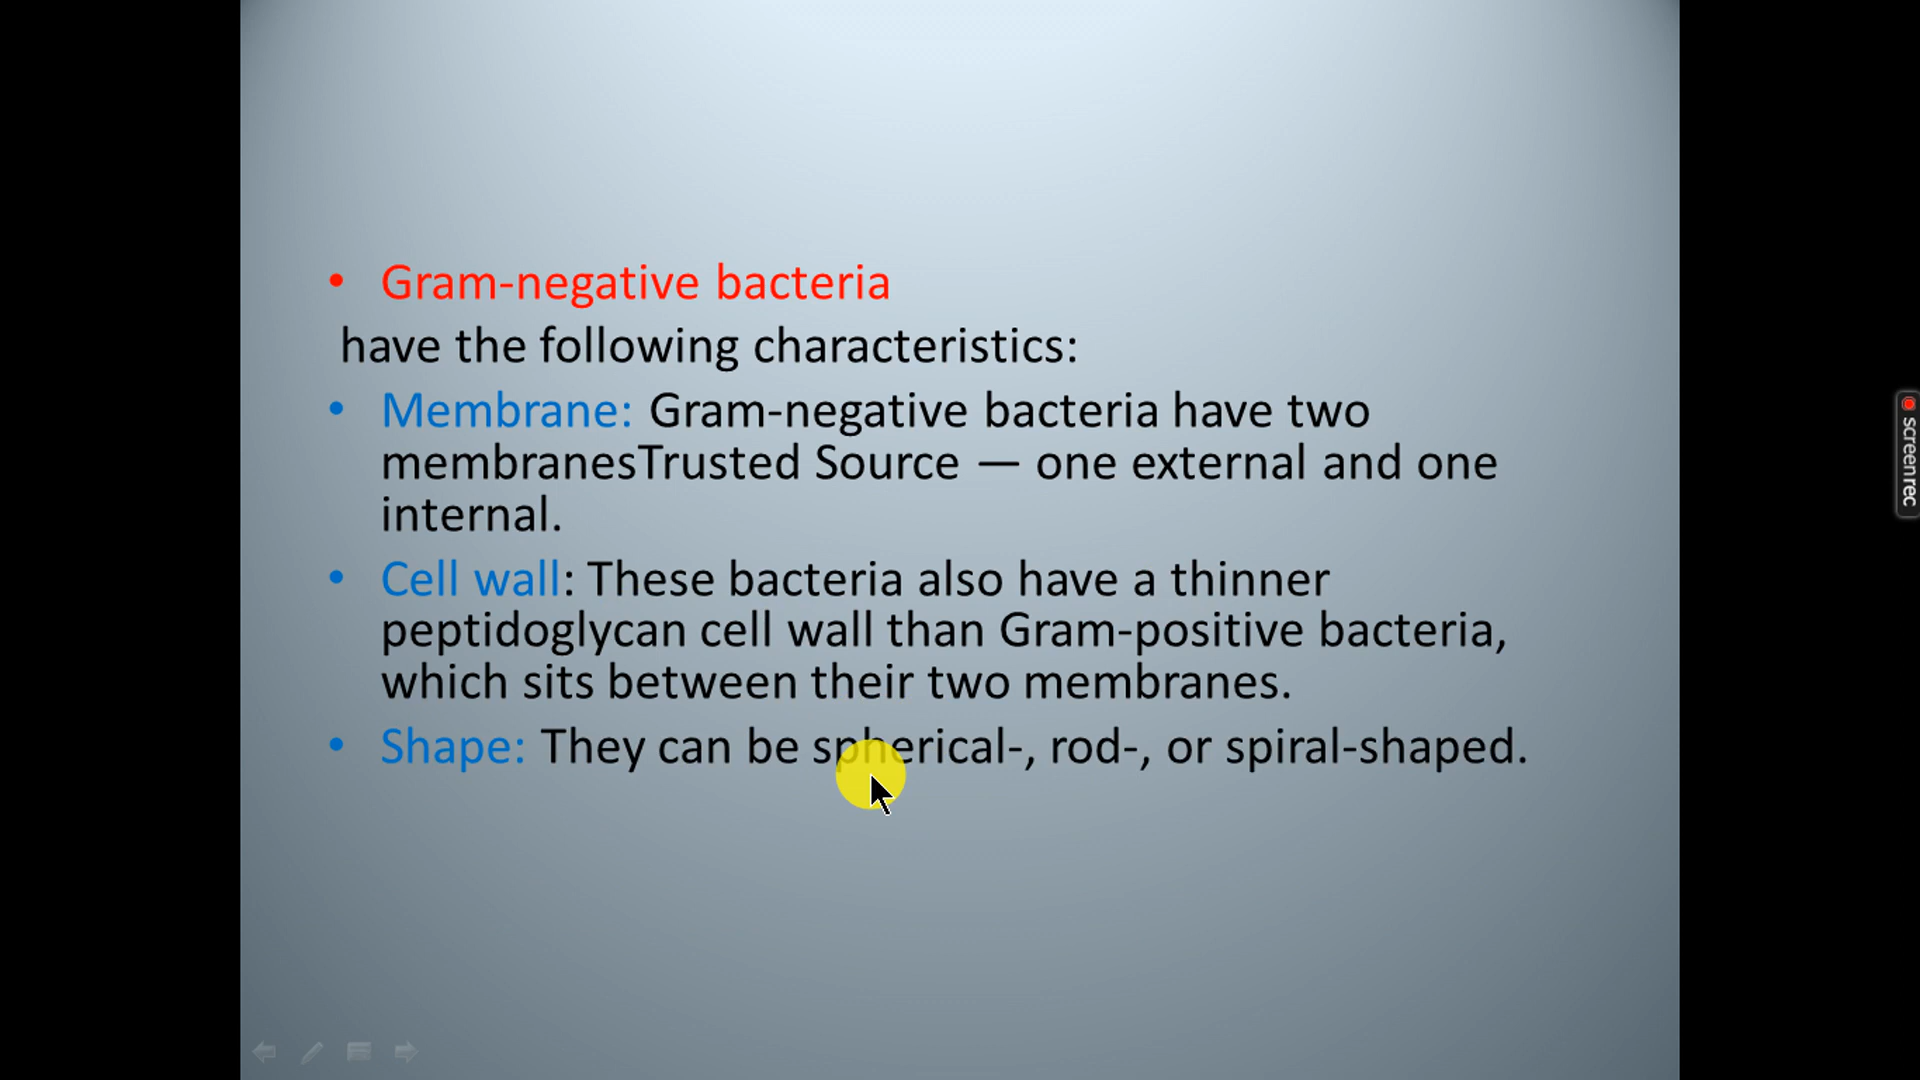 • Gram-negative bacteria
have the following characteristics:
• Membrane: Gram-negative bacteria have two
membranesTrusted Source — one external and one
internal.
• Cell wall: These bacteria also have a thinner
peptidoglycan cell wall than Gram-positive bacteria,
which sits between their two membranes.
• Shape: They can be spherical-, rod-, or spiral-shaped.
screenrec